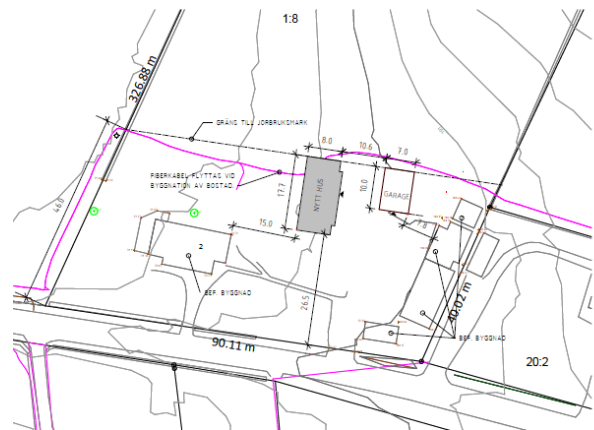 1:8
326.88 m
GRÄNS TILL JORBRUKSMARK
8.0
10.6
7.0
FIBERKABEL FLYTTAS VID
BYGGNATION AV BOSTAD.
17.7
NYTT HUS
10.0
GARAGE
46.0
15.0
7.8
2
BEF. BYGGNAD
26.5
40.02 m
90.11 m
BEF. BYGGNAD
20:2